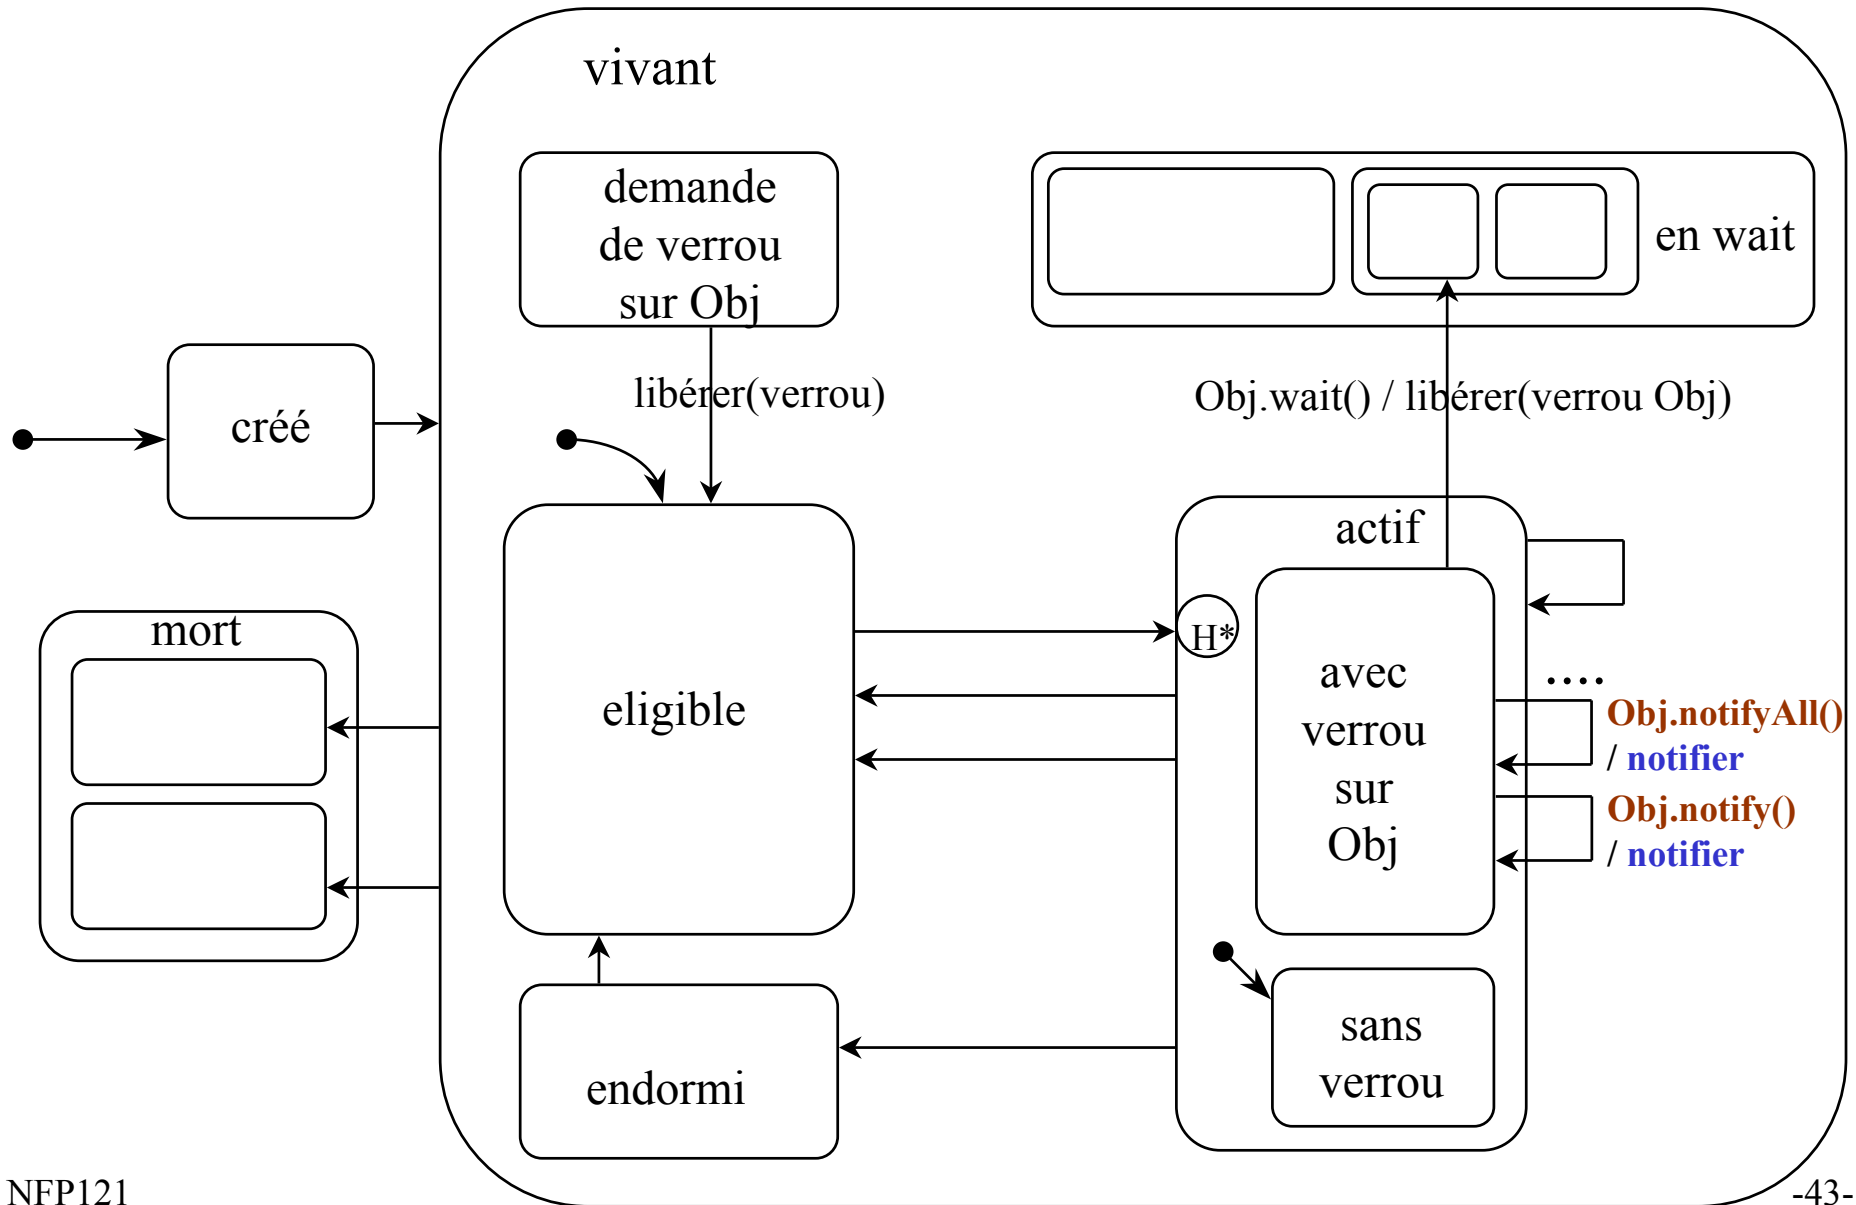 vivant
demande
de verrou
sur Obj
en wait
libérer(verrou)
Obj.wait() / libérer(verrou Obj)
créé
actif
mort
H*
eligible
avec
verrou
sur
Obj
....
Obj.notifyAll()
/ notifier
Obj.notify()
/ notifier
endormi
sans
verrou
NFP121
-43-